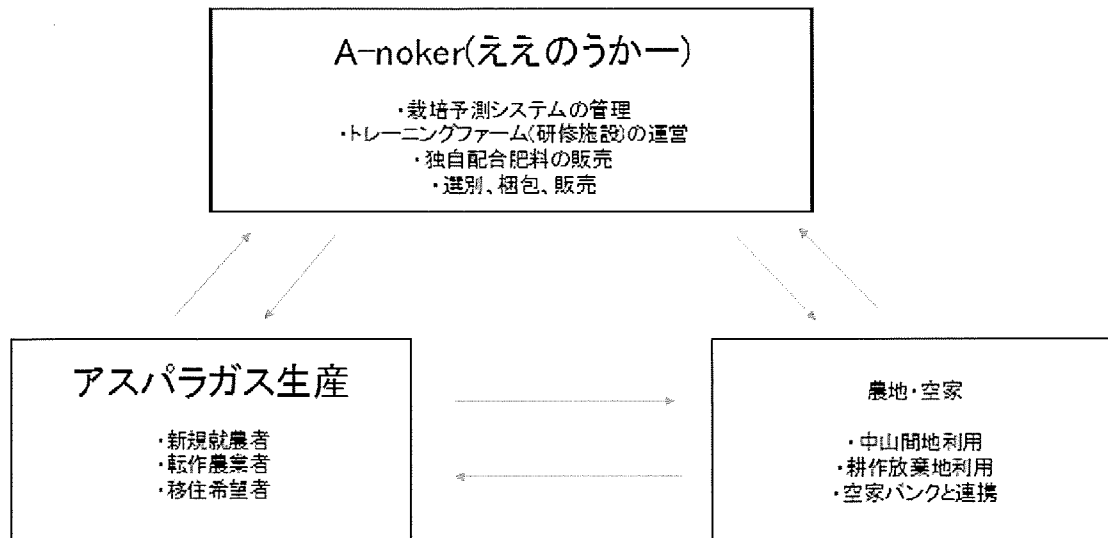 A-noker(ええのうかー)
・栽培予測システムの管理
・トレーニングファーム(研修施設)の運営
・独自配合肥料の販売
・選別、梱包、販売
アスパラガス生産
・新規就農者
・転作農業者
・移住希望者
農地・空家
・中山間地利用
・耕作放棄地利用
・空家バンクと連携